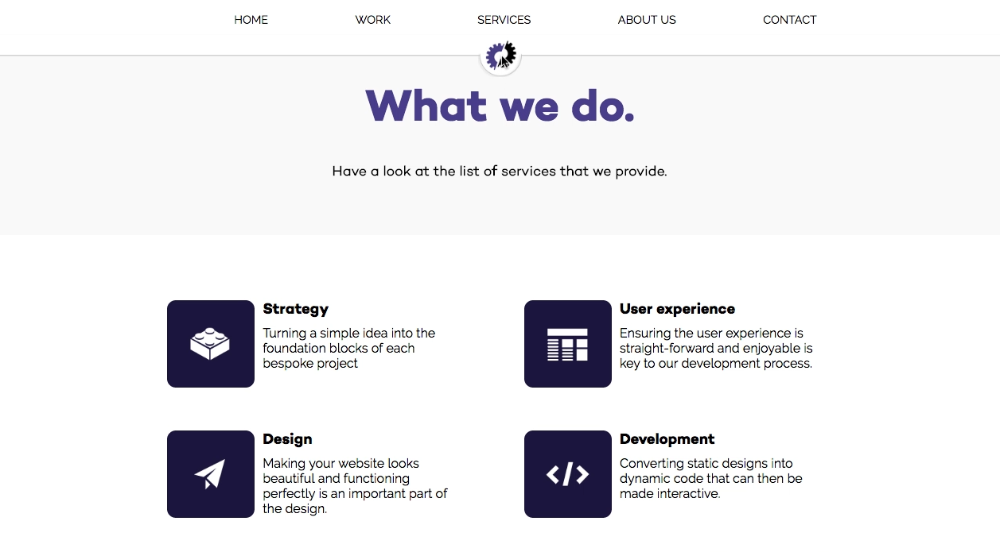 HOME WORK SERVICES ABOUT US CONTACT
What we do.
Have a look at the list of services that we provide.
Strategy
Turning a simple idea into the
foundation blocks of each
bespoke project
User experience
Ensuring the user experience is
straight-forward and enjoyable is
key to our development process.
Design
Making your website looks
beautiful and functioning
perfectly is an important part of
the design.
Development
Converting static designs into
dynamic code that can then be
made interactive.